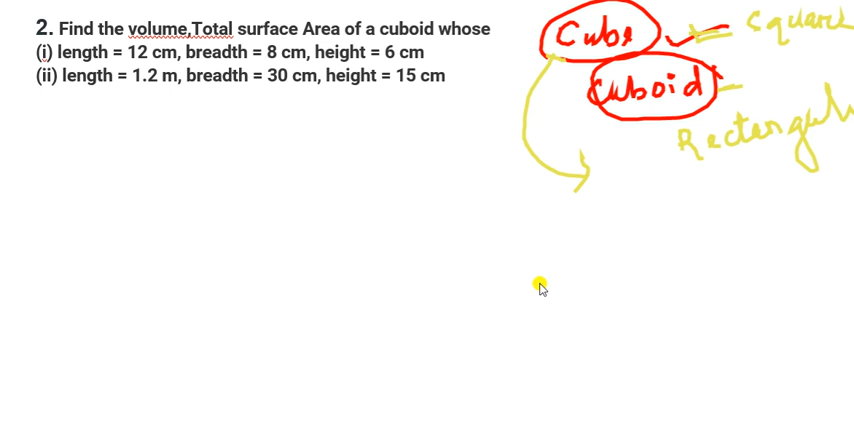 2. Find the volume,Total surface Area of a cuboid whose
(i) length = 12 cm, breadth = 8 cm, height = 6 cm
(ii) length = 1.2 m, breadth = 30 cm, height = 15 cm
Cube = Square
Cuboid -
Rectangul